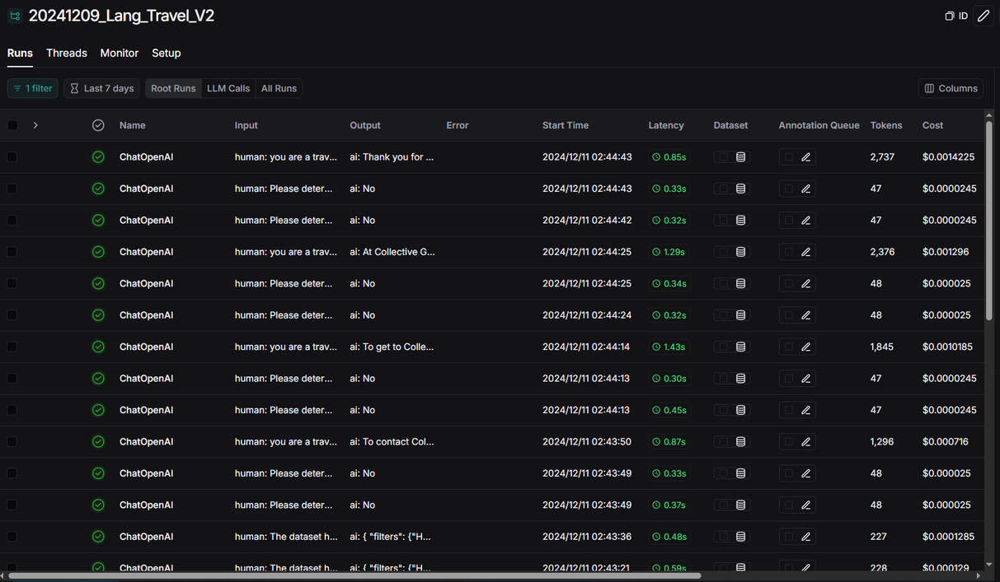 20241209_Lang_Travel_V2 ID
Runs Threads Monitor Setup
1 filter Last 7 days Root Runs LLM Calls All Runs Columns
Name Input Output Error Start Time Latency Dataset Annotation Queue Tokens Cost
ChatOpenAI human: you are a trav... ai: Thank you for ... 2024/12/11 02:44:43 0.85s 2,737 $0.0014225
ChatOpenAI human: Please deter... ai: No 2024/12/11 02:44:43 0.33s 47 $0.0000245
ChatOpenAI human: Please deter... ai: No 2024/12/11 02:44:42 0.32s 47 $0.0000245
ChatOpenAI human: you are a trav... ai: At Collective G... 2024/12/11 02:44:25 1.29s 2,376 $0.001296
ChatOpenAI human: Please deter... ai: No 2024/12/11 02:44:25 0.34s 48 $0.000025
ChatOpenAI human: Please deter... ai: No 2024/12/11 02:44:24 0.32s 48 $0.000025
ChatOpenAI human: you are a trav... ai: To get to Colle... 2024/12/11 02:44:14 1.43s 1,845 $0.0010185
ChatOpenAI human: Please deter... ai: No 2024/12/11 02:44:13 0.30s 47 $0.0000245
ChatOpenAI human: Please deter... ai: No 2024/12/11 02:44:13 0.45s 47 $0.0000245
ChatOpenAI human: you are a trav... ai: To contact Col... 2024/12/11 02:43:50 0.87s 1,296 $0.000716
ChatOpenAI human: Please deter... ai: No 2024/12/11 02:43:49 0.33s 48 $0.000025
ChatOpenAI human: Please deter... ai: No 2024/12/11 02:43:49 0.37s 48 $0.000025
ChatOpenAI human: The dataset h... ai: { "filters": {"H... 2024/12/11 02:43:36 0.48s 227 $0.0001285
ChatOpenAI human: The dataset h... ai: { "filters": {"H... 2024/12/11 02:43:21 0.59s 228 $0.000129